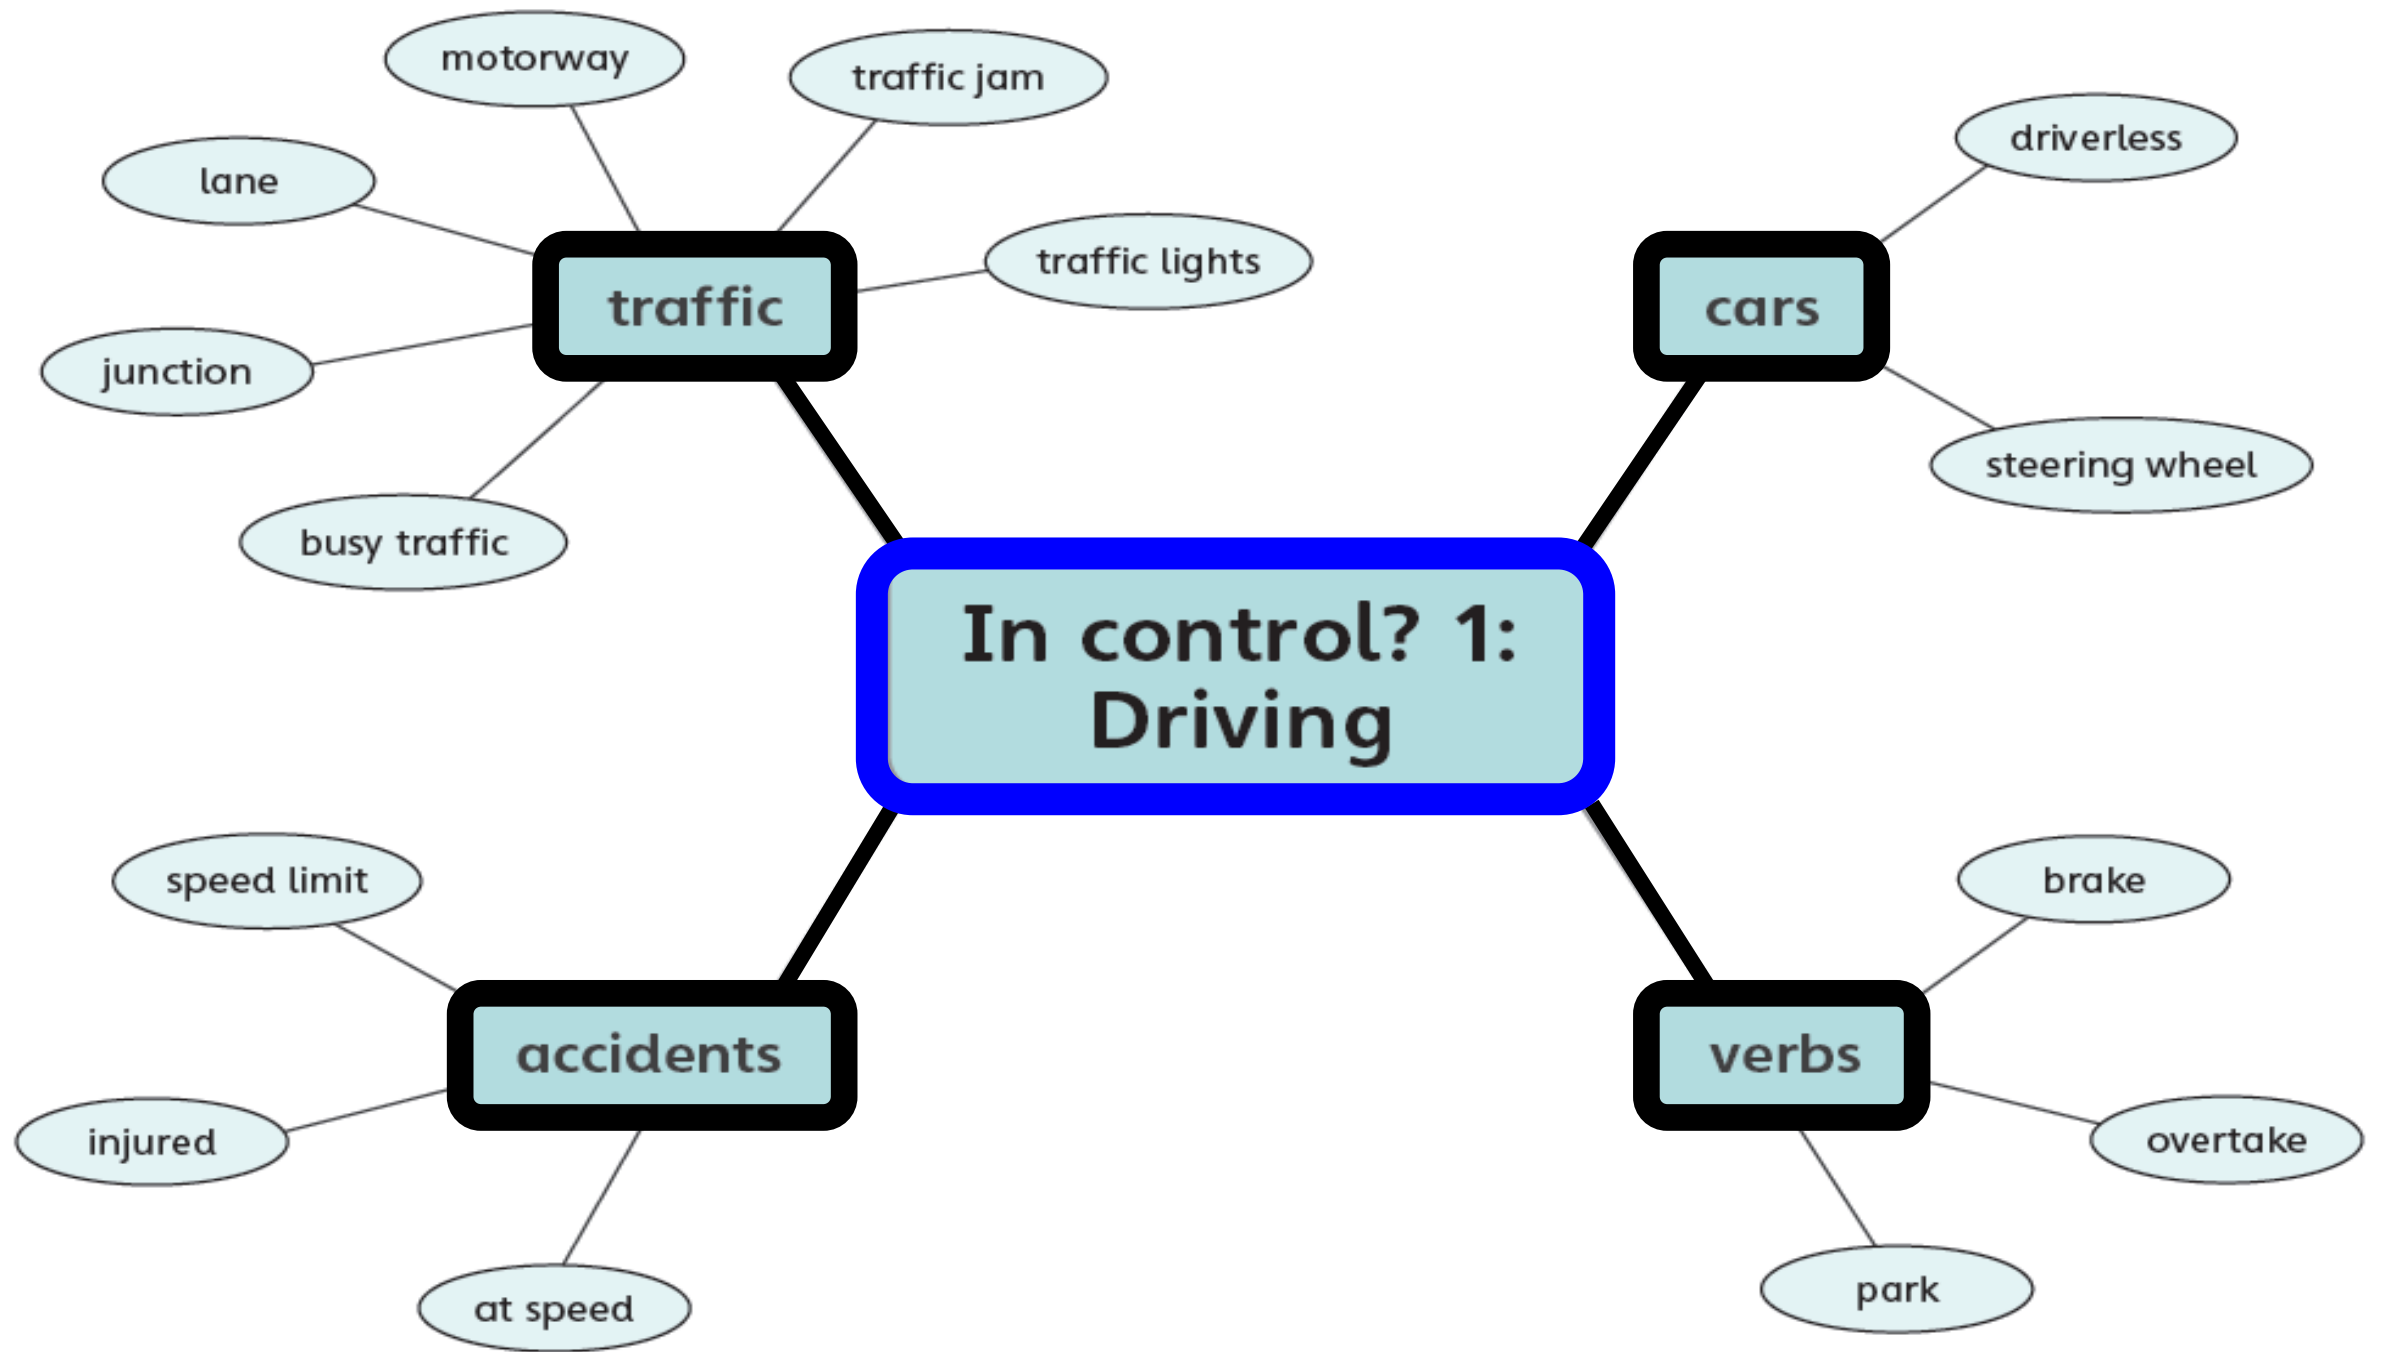 motorway
traffic jam
lane
traffic lights
traffic
junction
busy traffic
driverless
cars
steering wheel
In control? 1:
Driving
speed limit
accidents
injured
at speed
brake
verbs
overtake
park